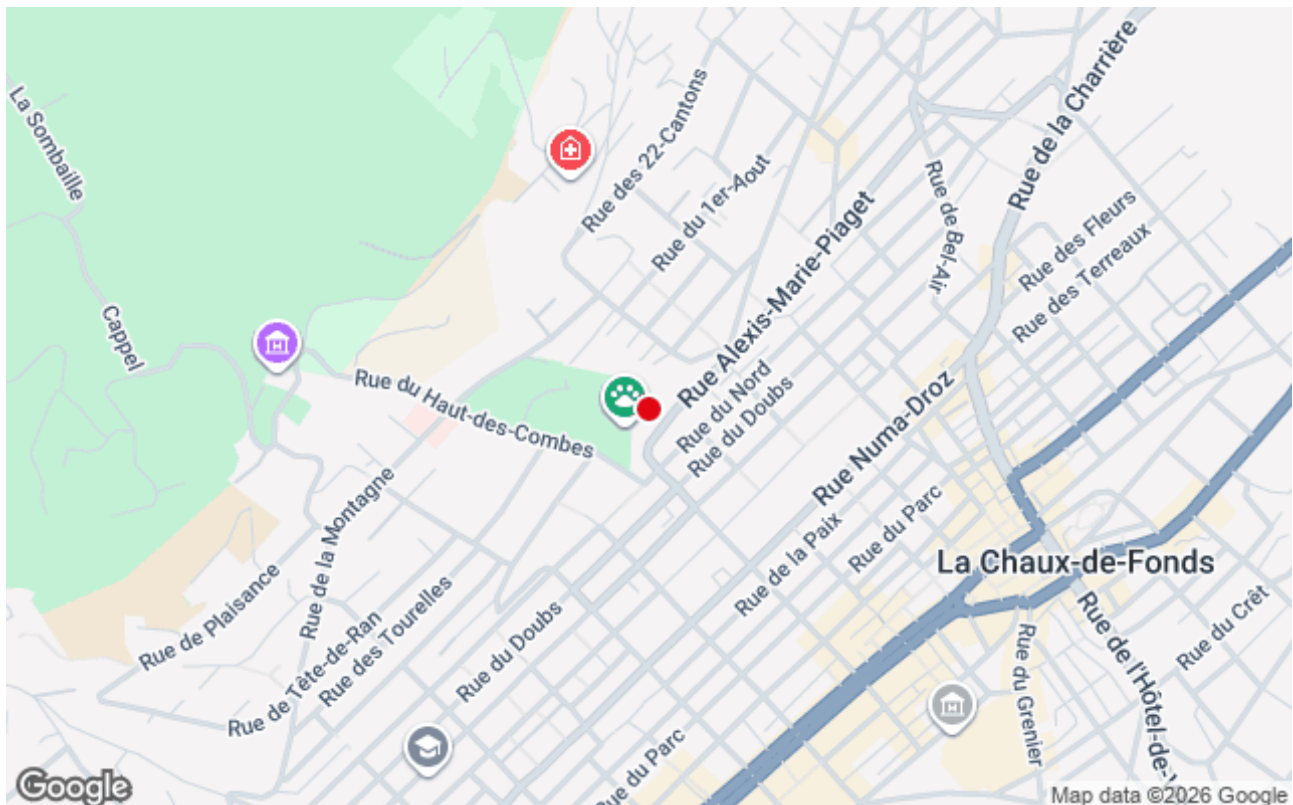 La Sombaille
Rue des 22-Cantons
Rue du 1er-Aout
Rue de la Charrière
Rue de Bel-Air
Rue des Fleurs
Rue des Terreaux
Rue Alexis-Marie-Piaget
Cappel
Rue du Haut-des-Combes
Rue du Nord
Rue du Doubs
Rue Numa-Droz
Rue du Parc
Rue de la Paix
La Chaux-de-Fonds
Rue de la Montagne
Rue de Plaisance
Rue de Tête-de-Ran
Rue des Tourelles
Rue du Doubs
Rue du Crêt
Rue du Grenier
Rue de l'Hôtel-de-V
Rue du Parc
Google
Map data ©2026 Google